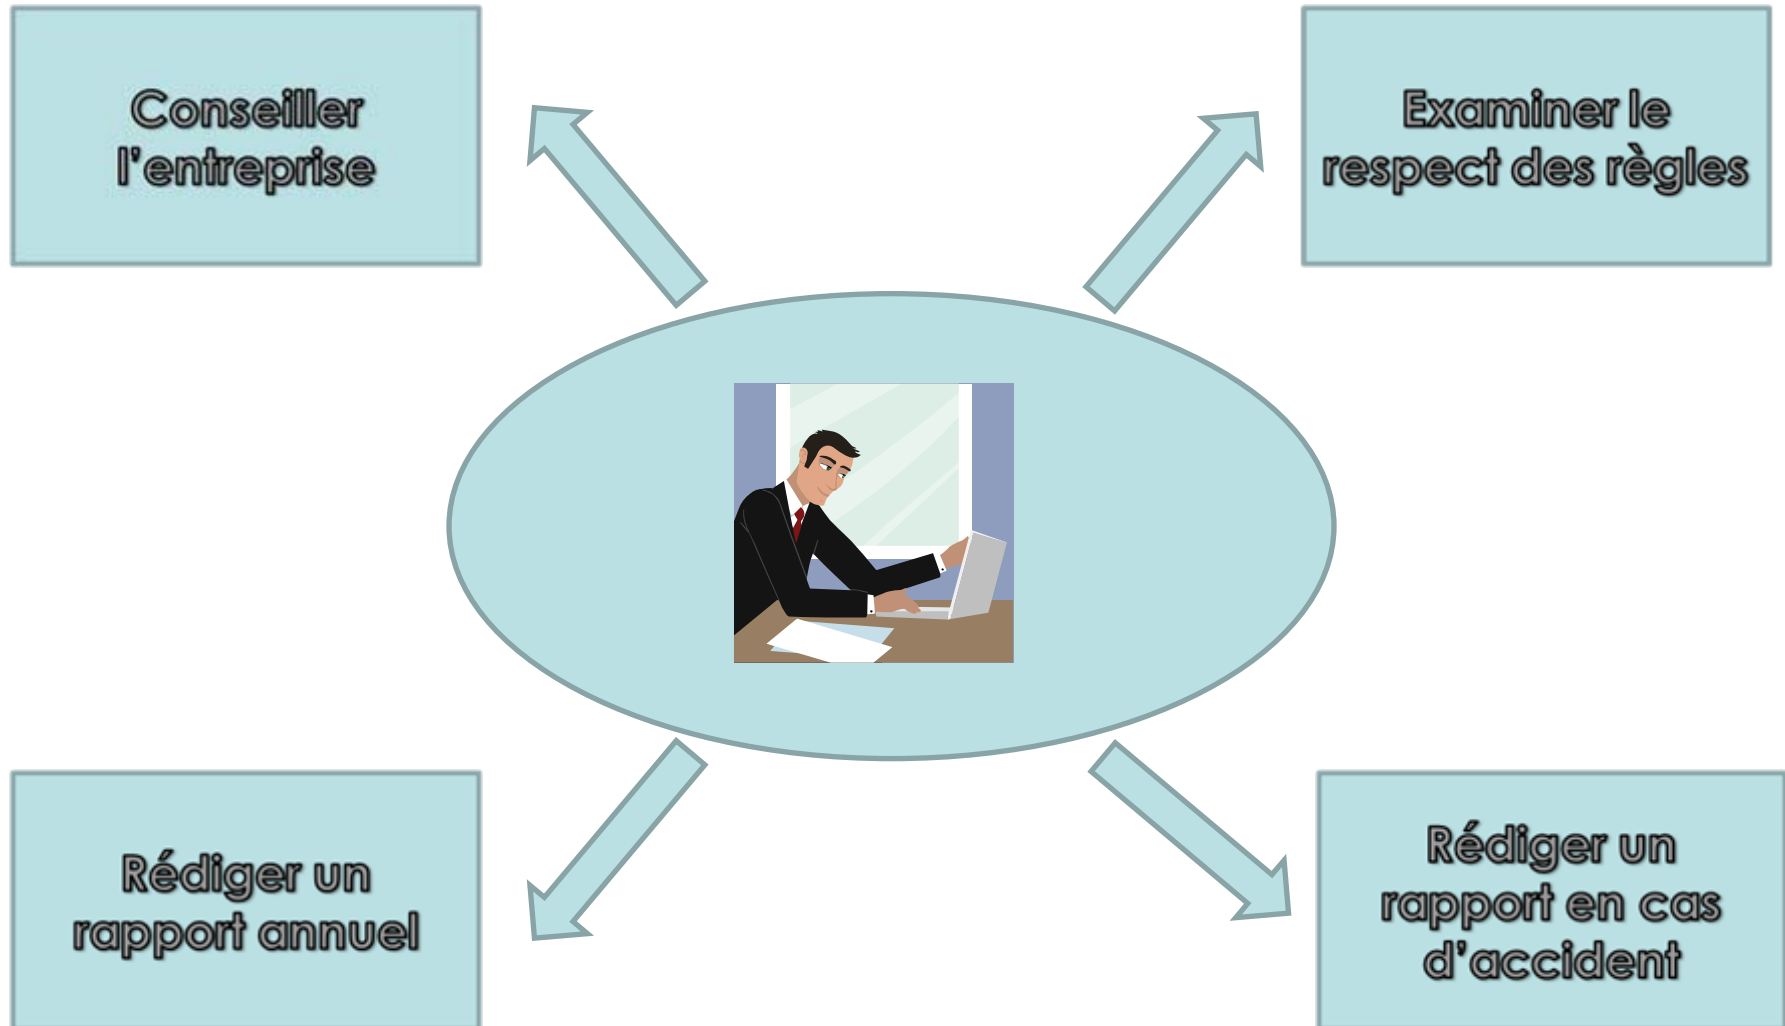 Conseiller
l'entreprise
Examiner le
respect des règles
Rédiger un
rapport annuel
Rédiger un
rapport en cas
d'accident